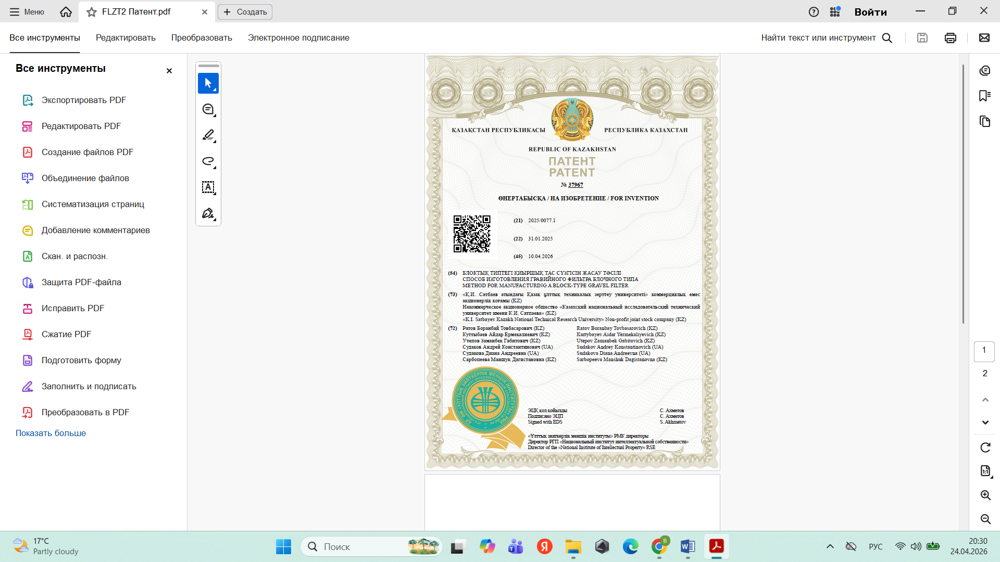 Меню
FLZT2 Патент.pdf
Создать
Войти
Все инструменты
Редактировать
Преобразовать
Электронное подписание
Найти текст или инструмент
Все инструменты
Экспортировать PDF
Редактировать PDF
Создание файлов PDF
Объединение файлов
Систематизация страниц
Добавление комментариев
Скан. и распозн.
Защита PDF-файла
Исправить PDF
Сжатие PDF
Подготовить форму
Заполнить и подписать
Преобразовать в PDF
Показать больше
ҚАЗАҚСТАН РЕСПУБЛИКАСЫ
РЕСПУБЛИКА КАЗАХСТАН
REPUBLIC OF KAZAKHSTAN
ПАТЕНТ
PATENT
№ 37967
ӨНЕРТАБЫСҚА / НА ИЗОБРЕТЕНИЕ / FOR INVENTION
(21) 2025/0077.1
(22) 31.01.2025
(45) 10.04.2026
(54) БЛОКТЫҚ ТИПТЕГІ ҚИЫРШЫҚ ТАС СҮЗГІСІН ЖАСАУ ТӘСІЛІ
СПОСОБ ИЗГОТОВЛЕНИЯ ГРАВИЙНОГО ФИЛЬТРА БЛОЧНОГО ТИПА
METHOD FOR MANUFACTURING A BLOCK-TYPE GRAVEL FILTER
(73) «Қ.И. Сәтбаев атындағы Қазақ ұлттық техникалық зерттеу университеті» коммерциялық емес
акционерлік қоғамы (KZ)
Некоммерческое акционерное общество «Казахский национальный исследовательский технический
университет имени К.И. Сатпаева» (KZ)
«K.I. Satbayev Kazakh National Technical Research University» Non-profit joint stock company (KZ)
(72) Ратов Боранбай Товбасарович (KZ) Ratov Boranbay Tovbasarovich (KZ)
Куттыбаев Айдар Ермекалиевич (KZ) Kuttybayev Aidar Yermekaliyevich (KZ)
Утепов Заманбек Габитович (KZ) Utepov Zamanbek Gabitovich (KZ)
Судаков Андрей Константинович (UA) Sudakov Andrey Konstantinovich (UA)
Судакова Диана Андреевна (UA) Sudakova Diana Andreevna (UA)
Сарбопеева Маншук Дагистановна (KZ) Sarbopeeva Manshuk Dagistanovna (KZ)
ЭЦҚ қол қойылды С. Ахметов
Подписано ЭЦП С. Ахметов
Signed with EDS S. Akhmetov
«Ұлттық зияткерлік меншік институты» РМК директоры
Директор РГП «Национальный институт интеллектуальной собственности»
Director of the «National Institute of Intellectual Property» RSE
1
2
17°C
Partly cloudy
Поиск
РУС
20:30
24.04.2026